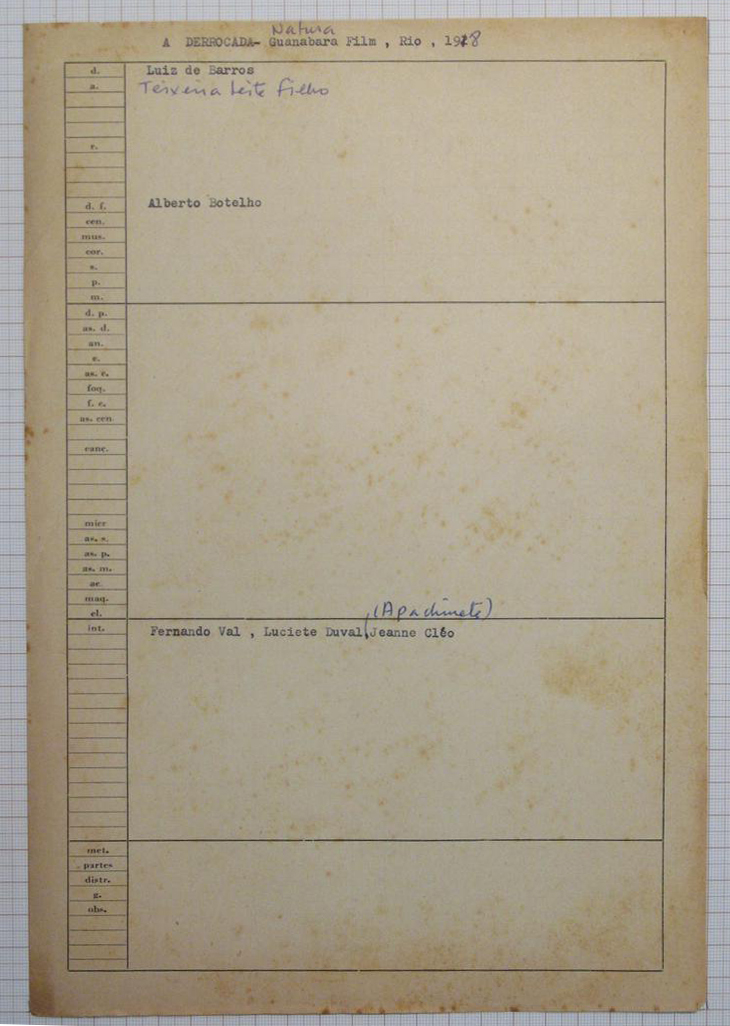 Natura
A DERROCADA- Guanabara Film , Rio , 1918
d. Luiz de Barros
a. Teixeira Leite Filho
r.
d. f. Alberto Botelho
cen.
mus.
cor.
s.
p.
m.
d. p.
as. d.
an.
e.
as. e.
foq.
f. c.
as. cen.
canc.
micr
as. s.
as. p.
as. m.
ac.
maq.
el.
(Apachinete)
int. Fernando Val , Luciete Duval, Jeanne Cléo
met.
partes
distr.
g.
obs.